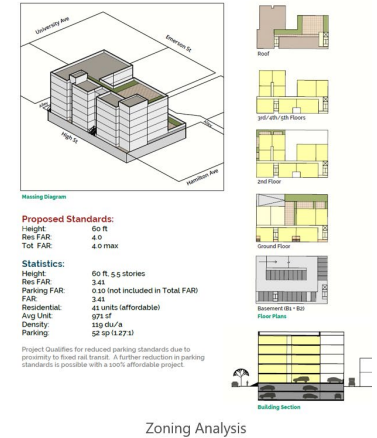 University Ave
Emerson St
High St
Hamilton Ave
Massing Diagram
Proposed Standards:
Height: 60 ft
Res FAR: 4.0
Tot FAR: 4.0 max
Statistics:
Height: 60 ft, 5.5 stories
Res FAR: 3.41
Parking FAR: 0.10 (not included in Total FAR)
FAR: 3.41
Residential: 41 units (affordable)
Avg Unit: 971 sf
Density: 119 du/a
Parking: 52 sp (1.27:1)
Project Qualifies for reduced parking standards due to
proximity to fixed rail transit. A further reduction in parking
standards is possible with a 100% affordable project.
Roof
3rd/4th/5th Floors
2nd Floor
Ground Floor
Basement (B1 + B2)
Floor Plans
Building Section
Zoning Analysis